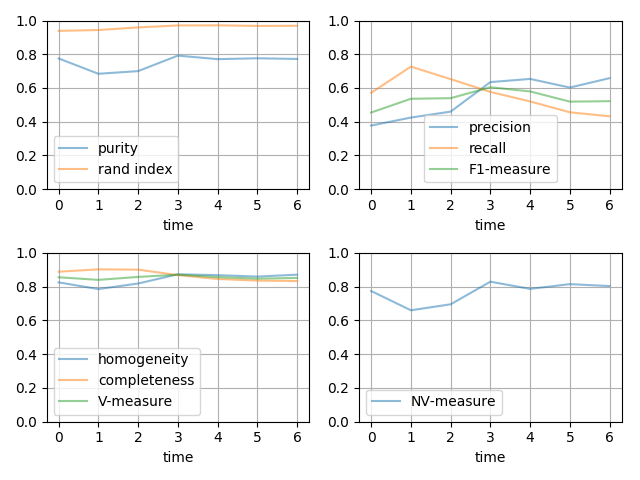 1.0
0.8
0.6
0.4
0.2
0.0
purity
rand index
0 1 2 3 4 5 6
time
1.0
0.8
0.6
0.4
0.2
0.0
precision
recall
F1-measure
0 1 2 3 4 5 6
time
1.0
0.8
0.6
0.4
0.2
0.0
homogeneity
completeness
V-measure
0 1 2 3 4 5 6
time
1.0
0.8
0.6
0.4
0.2
0.0
NV-measure
0 1 2 3 4 5 6
time